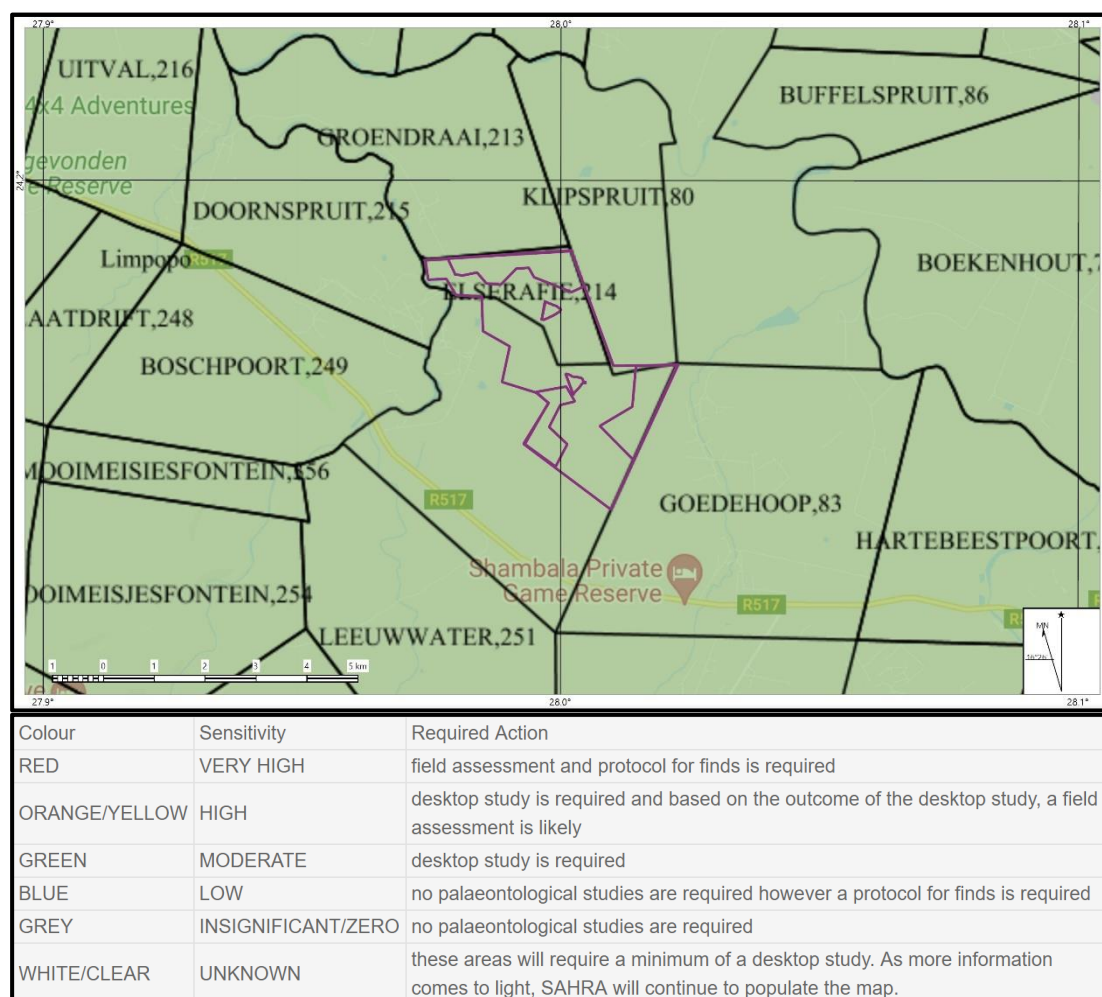 27.9°
28.0°
28.1°
UITVAL,216
4x4 Adventures
BUFFELSPRUIT,86
GROENDRAAI,213
gevonden
e Reserve
24.2°
KLIPSPRUIT,80
DOORNSPRUIT,215
Limpopo
R517
BOEKENHOUT,7
ELSERAFIE,214
AATDRIFT,248
BOSCHPOORT,249
MOOIMEISIESFONTEIN,356
R517
GOEDEHOOP,83
HARTEBEESTPOORT,
Shambala Private
Game Reserve
OOIMEISJESFONTEIN,254
R517
R5
MN
16°26'
LEEUWWATER,251
1 0 1 2 3 4 5 km
ve
27.9°
28.0°
28.1°
Colour Sensitivity Required Action
RED VERY HIGH field assessment and protocol for finds is required
ORANGE/YELLOW HIGH desktop study is required and based on the outcome of the desktop study, a field
assessment is likely
GREEN MODERATE desktop study is required
BLUE LOW no palaeontological studies are required however a protocol for finds is required
GREY INSIGNIFICANT/ZERO no palaeontological studies are required
WHITE/CLEAR UNKNOWN these areas will require a minimum of a desktop study. As more information
comes to light, SAHRA will continue to populate the map.